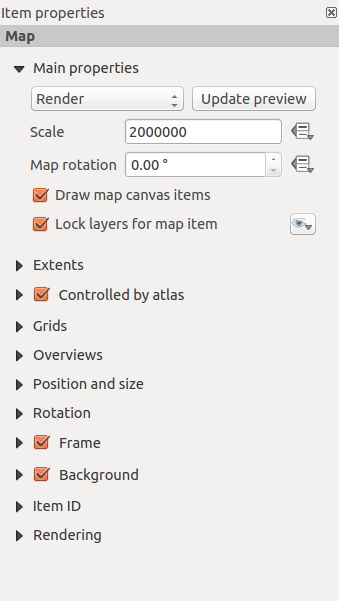 Item properties
Map
Main properties
Render Update preview
Scale 2000000
Map rotation 0.00 °
Draw map canvas items
Lock layers for map item
Extents
Controlled by atlas
Grids
Overviews
Position and size
Rotation
Frame
Background
Item ID
Rendering